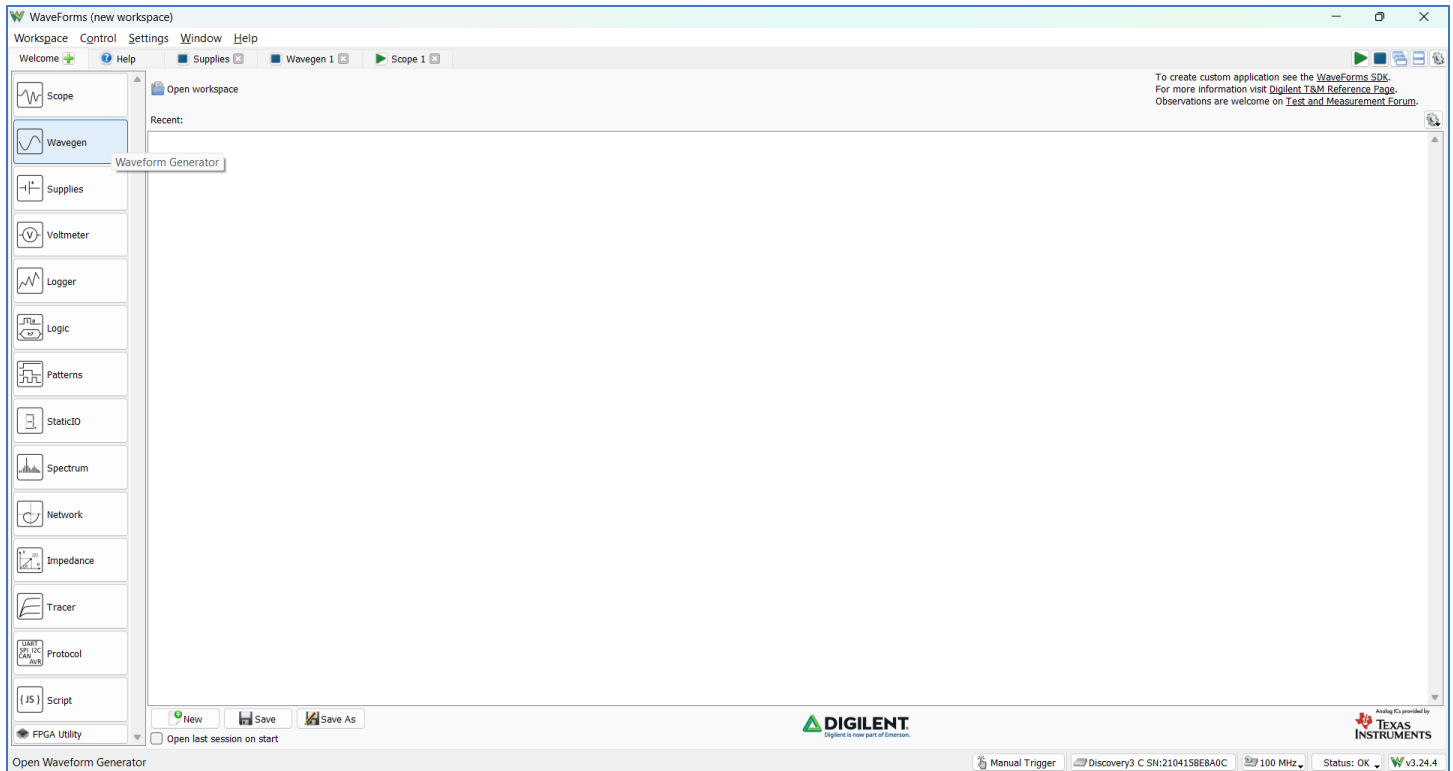 WaveForms (new workspace)
Workspace Control Settings Window Help
Welcome Help Supplies Wavegen 1 Scope 1
Open workspace
To create custom application see the WaveForms SDK.
For more information visit Digilent T&M Reference Page.
Observations are welcome on Test and Measurement Forum.
Recent:
Scope
Wavegen
Waveform Generator
Supplies
V
Voltmeter
Logger
Logic
Patterns
StaticIO
Spectrum
Network
Impedance
Tracer
UART
SPI I2C
CAN
AVR
Protocol
{JS}
Script
FPGA Utility
New Save Save As
Open last session on start
DIGILENT
Digilent is now part of Emerson.
Analog ICs provided by
TEXAS
INSTRUMENTS
Open Waveform Generator
Manual Trigger Discovery3 C SN:210415BE8A0C 100 MHz Status: OK v3.24.4